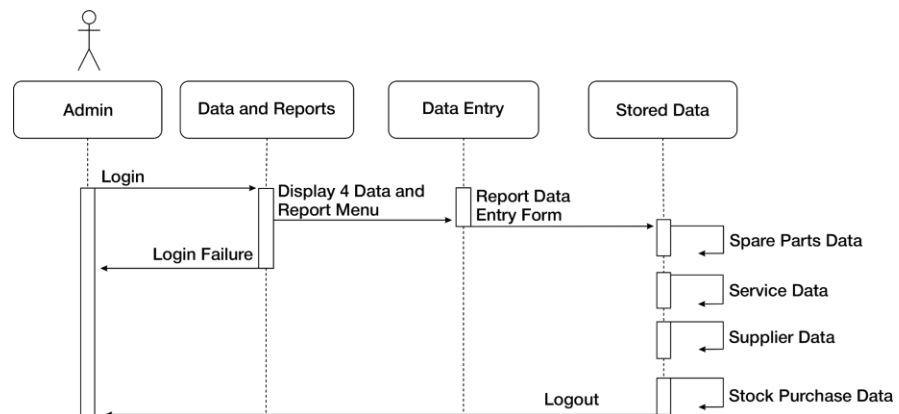 Admin
Data and Reports
Data Entry
Stored Data
Login
Display 4 Data and
Report Menu
Report Data
Entry Form
Spare Parts Data
Login Failure
Service Data
Supplier Data
Stock Purchase Data
Logout